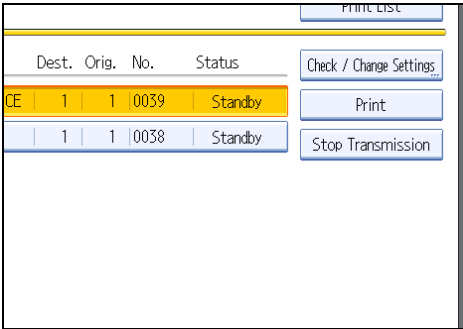 Print List
Dest. Orig. No. Status
Check / Change Settings
CE 1 1 0039 Standby
Print
1 1 0038 Standby
Stop Transmission